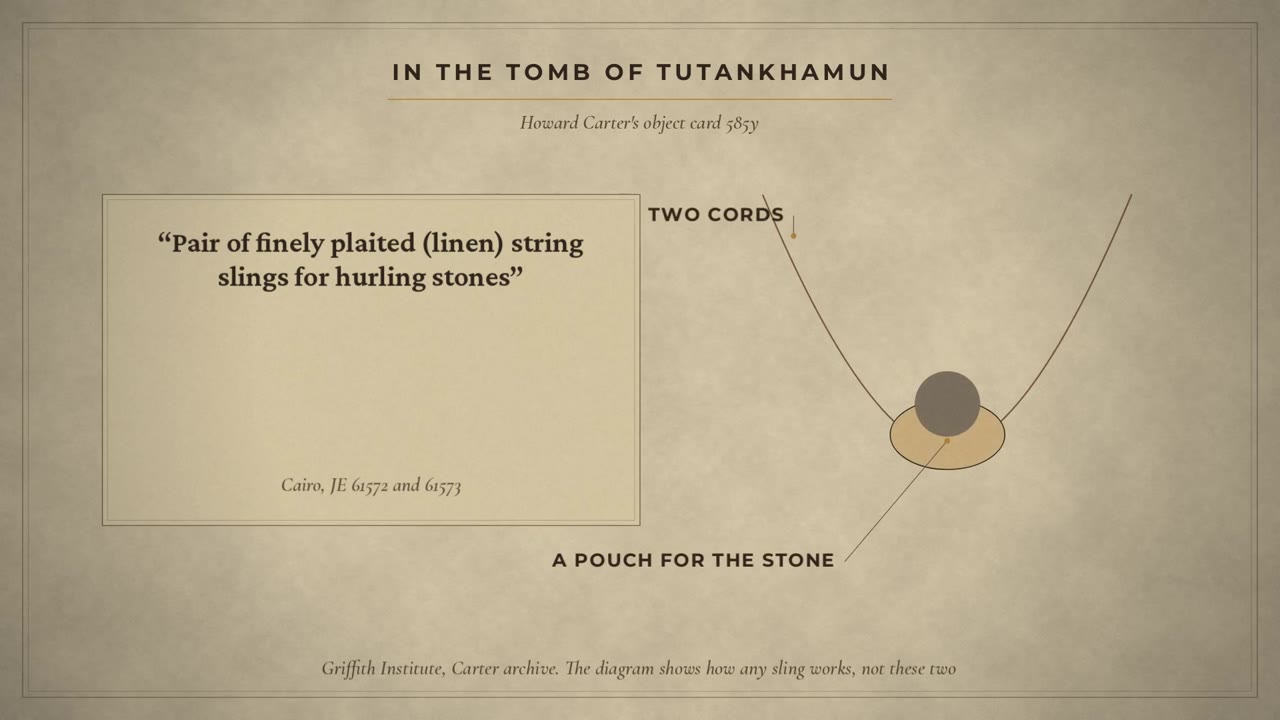 IN THE TOMB OF TUTANKHAMUN
Howard Carter's object card 585y
“Pair of finely plaited (linen) string
slings for hurling stones”
Cairo, JE 61572 and 61573
TWO CORDS
A POUCH FOR THE STONE
Griffith Institute, Carter archive. The diagram shows how any sling works, not these two